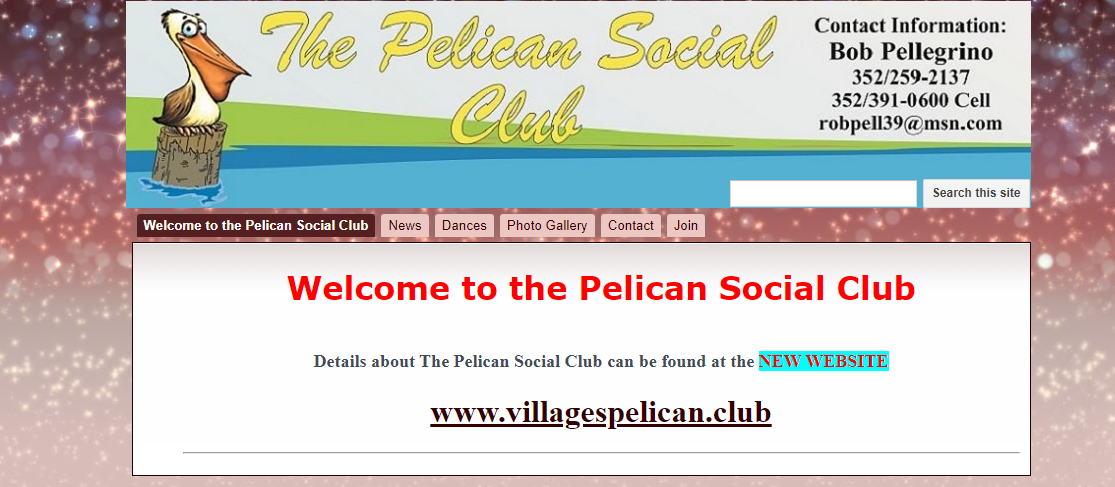 The Pelican Social
Club
Contact Information:
Bob Pellegrino
352/259-2137
352/391-0600 Cell
robpell39@msn.com
Search this site
Welcome to the Pelican Social Club News Dances Photo Gallery Contact Join
Welcome to the Pelican Social Club
Details about The Pelican Social Club can be found at the NEW WEBSITE
www.villagespelican.club